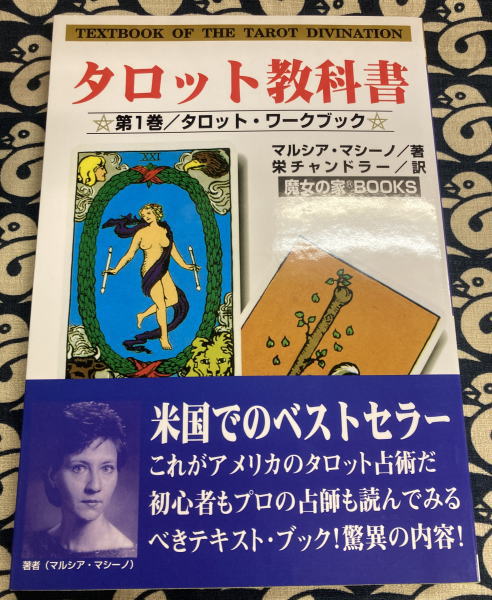 TEXTBOOK OF THE TAROT DIVINATION
タロット教科書
☆第1巻/タロット・ワークブック☆
マルシア・マシーノ/著
栄チャンドラー/訳
魔女の家®BOOKS
XXI
米国でのベストセラー
これがアメリカのタロット占術だ
初心者もプロの占師も読んでみる
べきテキスト・ブック!驚異の内容!
著者(マルシア・マシーノ)